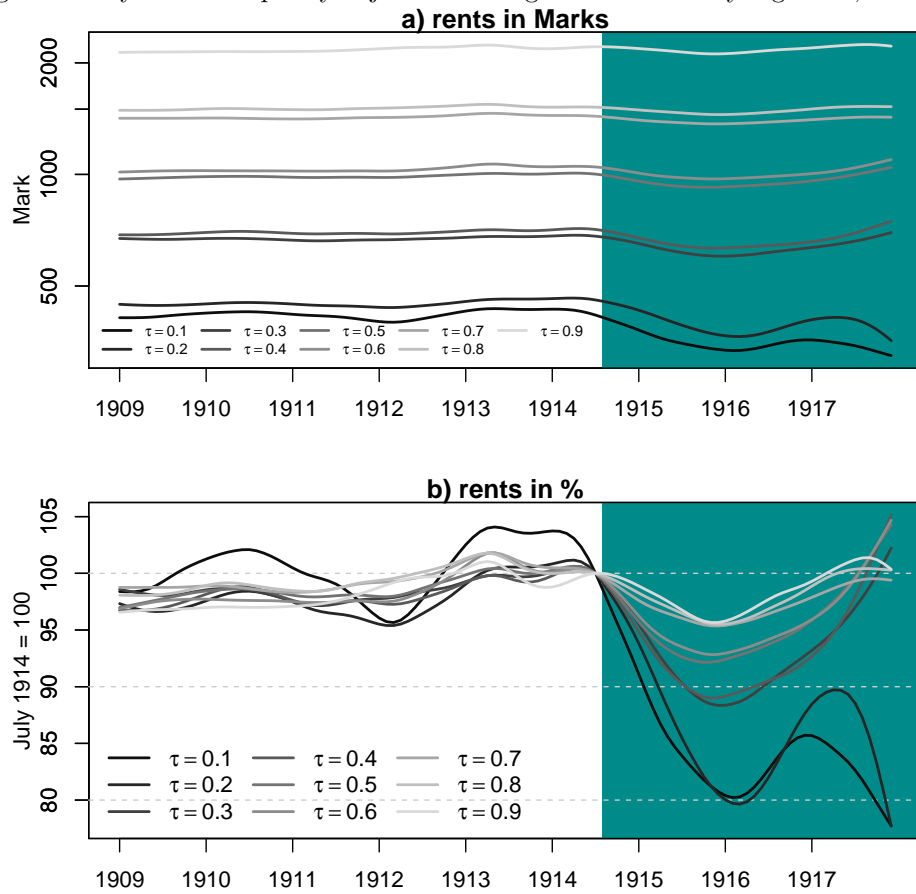 a) rents in Marks
Mark
2000
1000
500
τ = 0.1 τ = 0.3 τ = 0.5 τ = 0.7 τ = 0.9
τ = 0.2 τ = 0.4 τ = 0.6 τ = 0.8
1909 1910 1911 1912 1913 1914 1915 1916 1917
b) rents in %
July 1914 = 100
105
100
95
90
85
80
τ = 0.1 τ = 0.4 τ = 0.7
τ = 0.2 τ = 0.5 τ = 0.8
τ = 0.3 τ = 0.6 τ = 0.9
1909 1910 1911 1912 1913 1914 1915 1916 1917